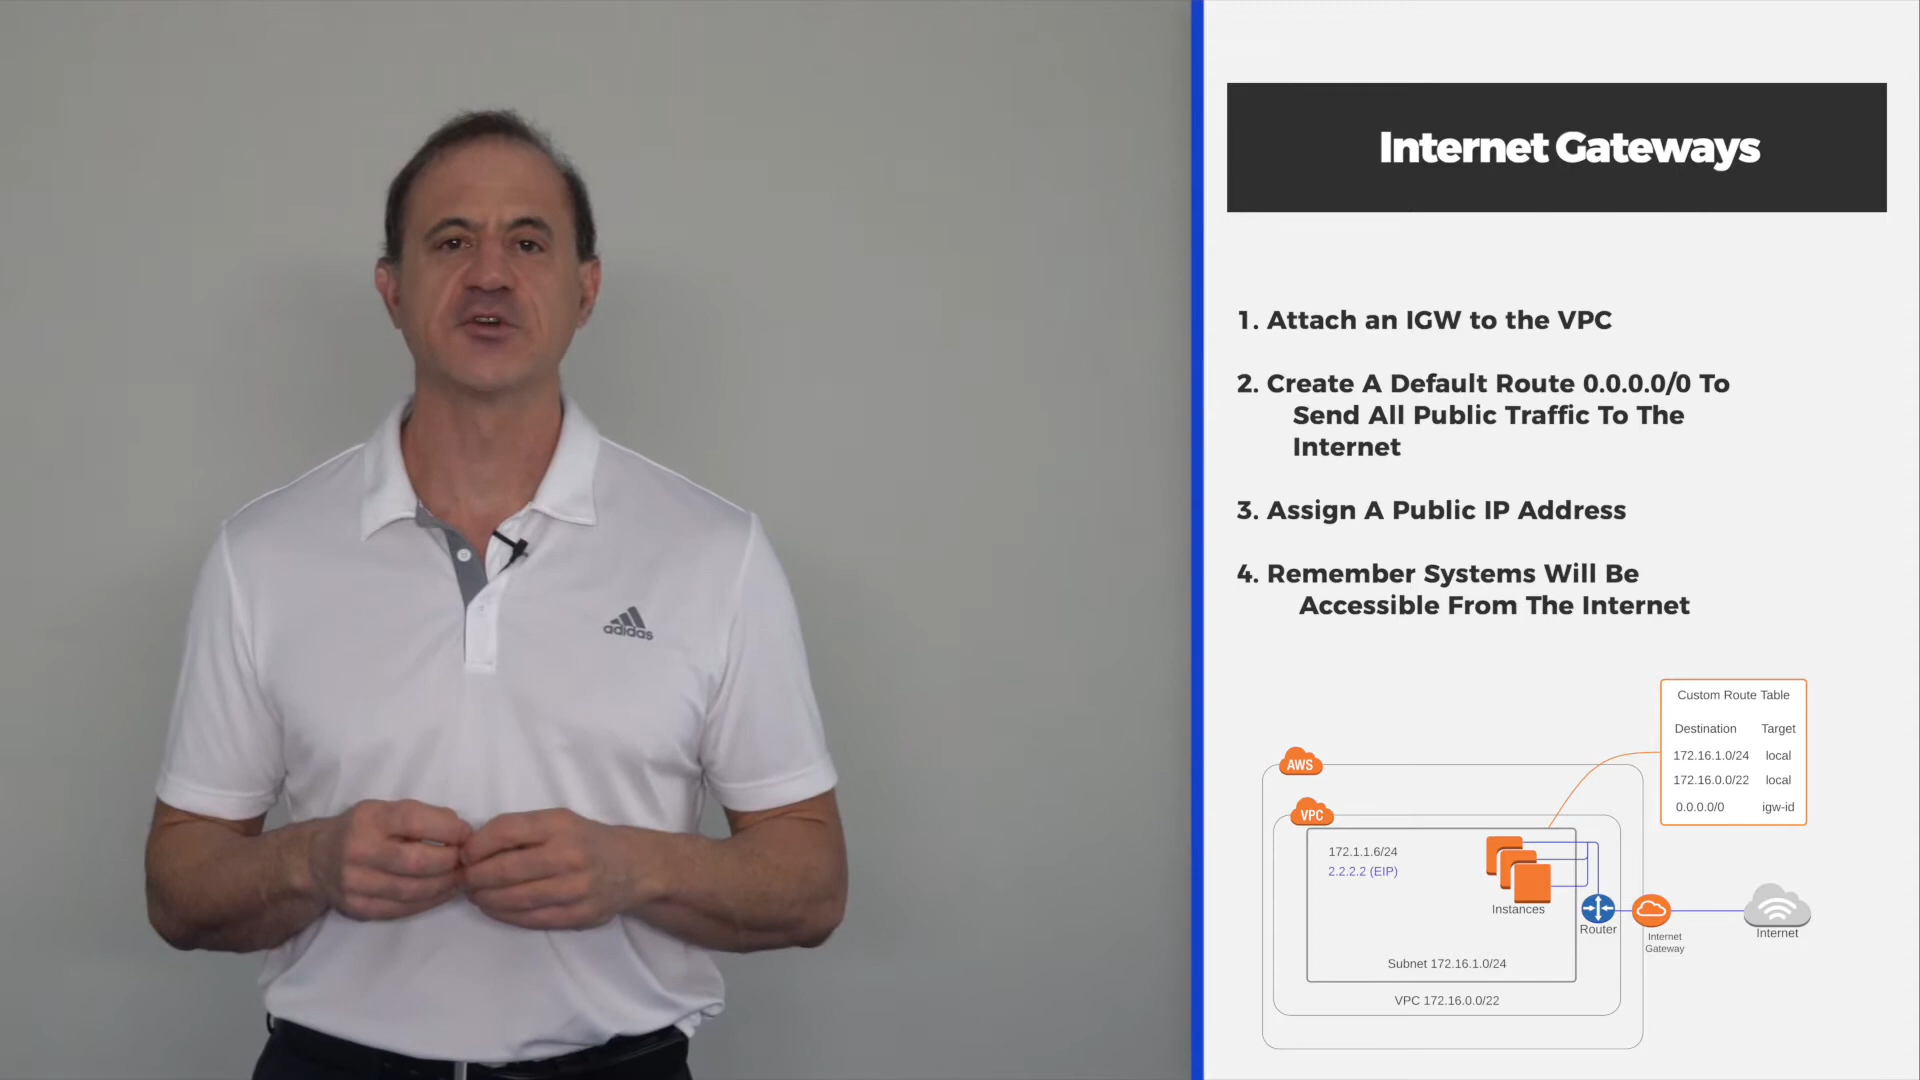 Internet Gateways
1. Attach an IGW to the VPC
2. Create A Default Route 0.0.0.0/0 To
Send All Public Traffic To The
Internet
3. Assign A Public IP Address
4. Remember Systems Will Be
Accessible From The Internet
adidas
Custom Route Table
Destination Target
172.16.1.0/24 local
172.16.0.0/22 local
0.0.0.0/0 igw-id
AWS
VPC
172.1.1.6/24
2.2.2.2 (EIP)
Instances
Router
Internet
Gateway
Internet
Subnet 172.16.1.0/24
VPC 172.16.0.0/22